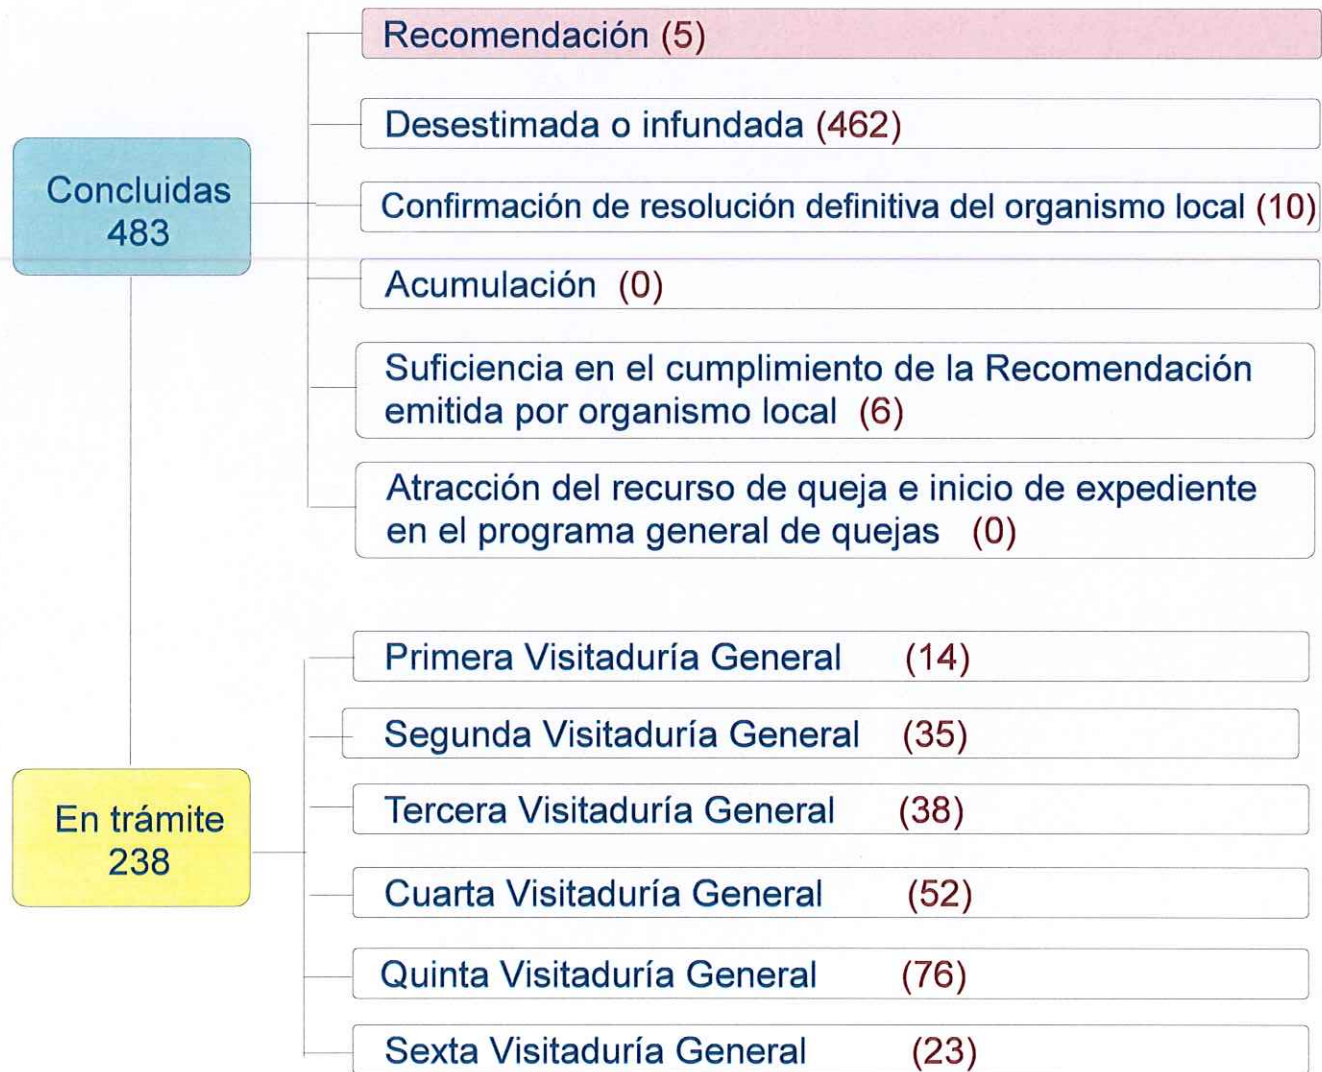 Concluidas
483
Recomendación (5)
Desestimada o infundada (462)
Confirmación de resolución definitiva del organismo local (10)
Acumulación (0)
Suficiencia en el cumplimiento de la Recomendación
emitida por organismo local (6)
Atracción del recurso de queja e inicio de expediente
en el programa general de quejas (0)
En trámite
238
Primera Visitaduría General (14)
Segunda Visitaduría General (35)
Tercera Visitaduría General (38)
Cuarta Visitaduría General (52)
Quinta Visitaduría General (76)
Sexta Visitaduría General (23)